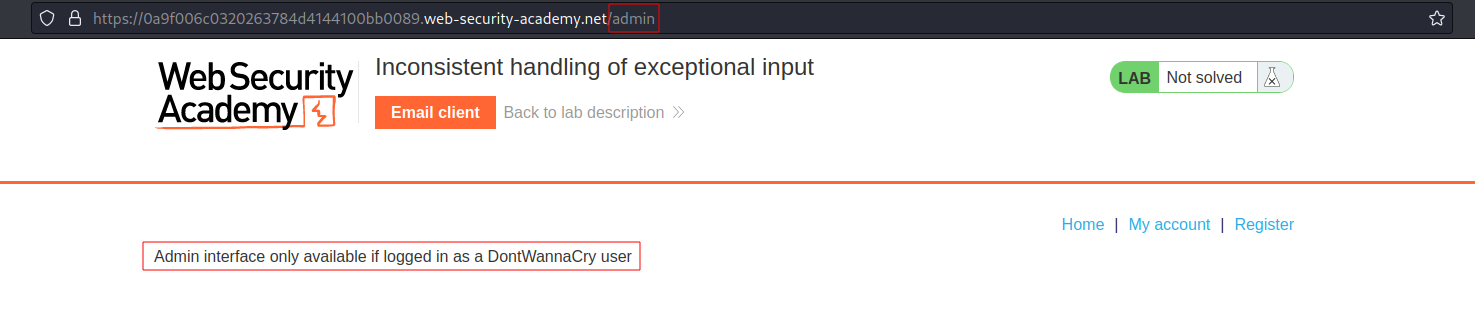 https://0a9f006c0320263784d4144100bb0089.web-security-academy.net/admin
Web Security
Academy
Inconsistent handling of exceptional input
Email client
Back to lab description
LAB
Not solved
Home | My account | Register
Admin interface only available if logged in as a DontWannaCry user